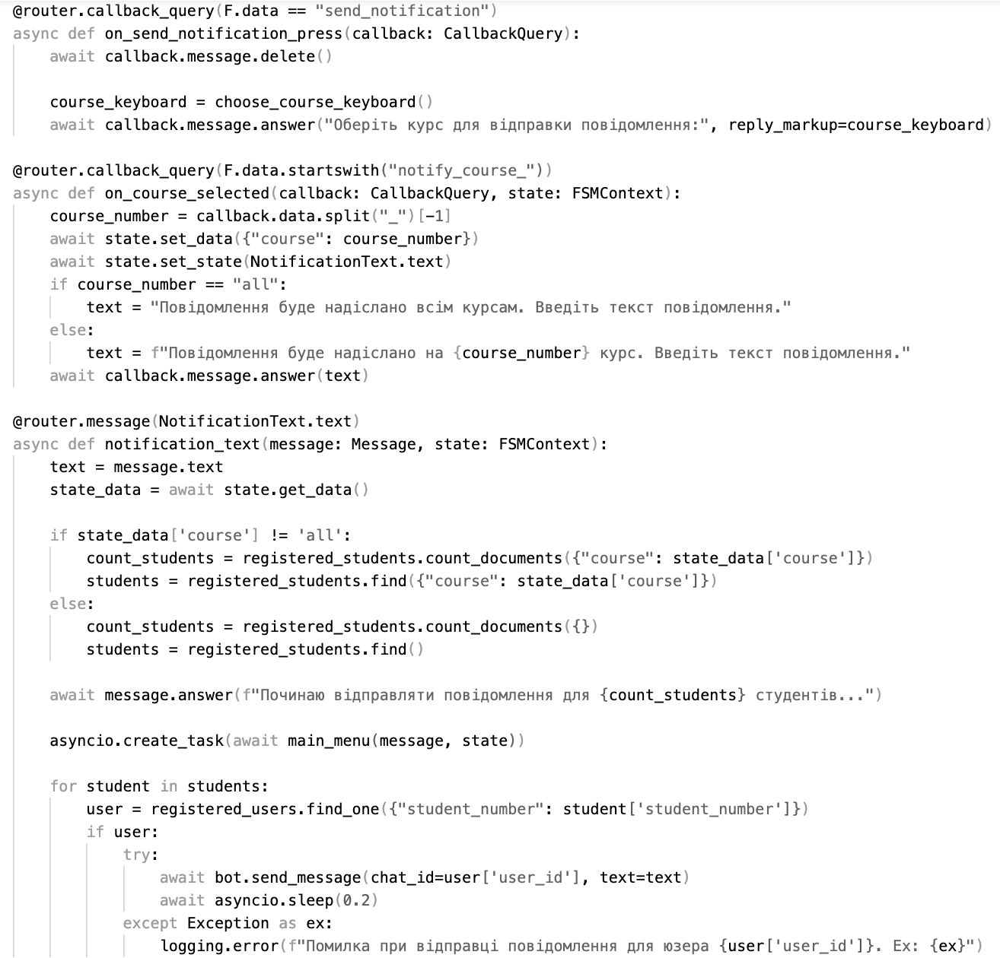 @router.callback_query(F.data == "send_notification")
async def on_send_notification_press(callback: CallbackQuery):
    await callback.message.delete()

    course_keyboard = choose_course_keyboard()
    await callback.message.answer("Оберіть курс для відправки повідомлення:", reply_markup=course_keyboard)

@router.callback_query(F.data.startswith("notify_course_"))
async def on_course_selected(callback: CallbackQuery, state: FSMContext):
    course_number = callback.data.split("_")[-1]
    await state.set_data({"course": course_number})
    await state.set_state(NotificationText.text)
    if course_number == "all":
        text = "Повідомлення буде надіслано всім курсам. Введіть текст повідомлення."
    else:
        text = f"Повідомлення буде надіслано на {course_number} курс. Введіть текст повідомлення."
    await callback.message.answer(text)

@router.message(NotificationText.text)
async def notification_text(message: Message, state: FSMContext):
    text = message.text
    state_data = await state.get_data()

    if state_data['course'] != 'all':
        count_students = registered_students.count_documents({"course": state_data['course']})
        students = registered_students.find({"course": state_data['course']})
    else:
        count_students = registered_students.count_documents({})
        students = registered_students.find()

    await message.answer(f"Починаю відправляти повідомлення для {count_students} студентів...")

    asyncio.create_task(await main_menu(message, state))

    for student in students:
        user = registered_users.find_one({"student_number": student['student_number']})
        if user:
            try:
                await bot.send_message(chat_id=user['user_id'], text=text)
                await asyncio.sleep(0.2)
            except Exception as ex:
                logging.error(f"Помилка при відправці повідомлення для юзера {user['user_id']}. Ex: {ex}")